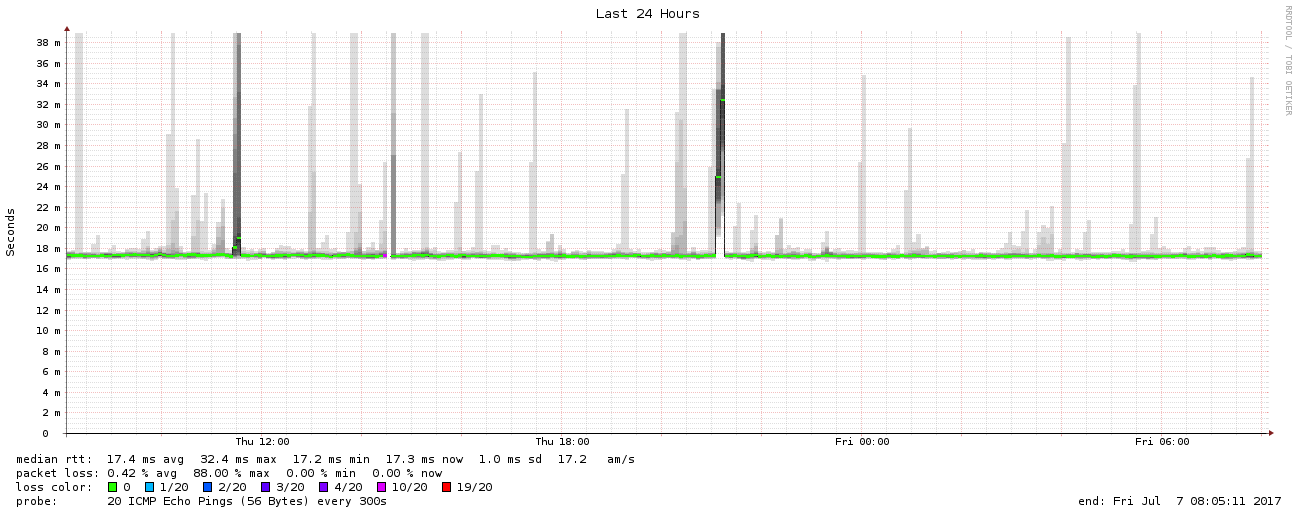 Last 24 Hours
RRDTOOL / TOBI OETIKER
Seconds
38 m
36 m
34 m
32 m
30 m
28 m
26 m
24 m
22 m
20 m
18 m
16 m
14 m
12 m
10 m
8 m
6 m
4 m
2 m
0
Thu 12:00 Thu 18:00 Fri 00:00 Fri 06:00
median rtt: 17.4 ms avg 32.4 ms max 17.2 ms min 17.3 ms now 1.0 ms sd 17.2 am/s
packet loss: 0.42 % avg 88.00 % max 0.00 % min 0.00 % now
loss color: 0 1/20 2/20 3/20 4/20 10/20 19/20
probe: 20 ICMP Echo Pings (56 Bytes) every 300s end: Fri Jul 7 08:05:11 2017